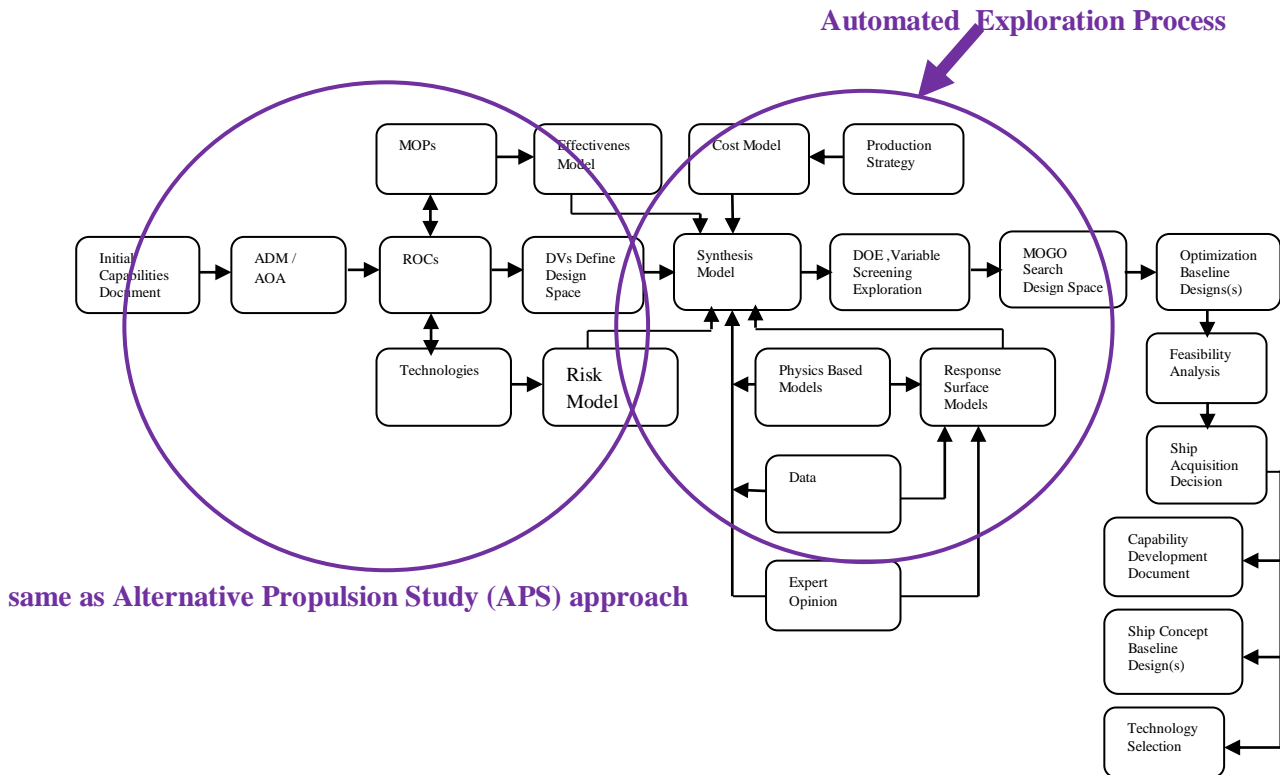 Automated Exploration Process
MOPs
Effectivenes
Model
Cost Model
Production
Strategy
Initial
Capabilities
Document
ADM /
AOA
ROCs
DVs Define
Design
Space
Synthesis
Model
DOE ,Variable
Screening
Exploration
MOGO
Search
Design Space
Optimization
Baseline
Designs(s)
Technologies
Risk
Model
Physics Based
Models
Response
Surface
Models
Feasibility
Analysis
Data
Ship
Acquisition
Decision
Expert
Opinion
Capability
Development
Document
same as Alternative Propulsion Study (APS) approach
Ship Concept
Baseline
Design(s)
Technology
Selection